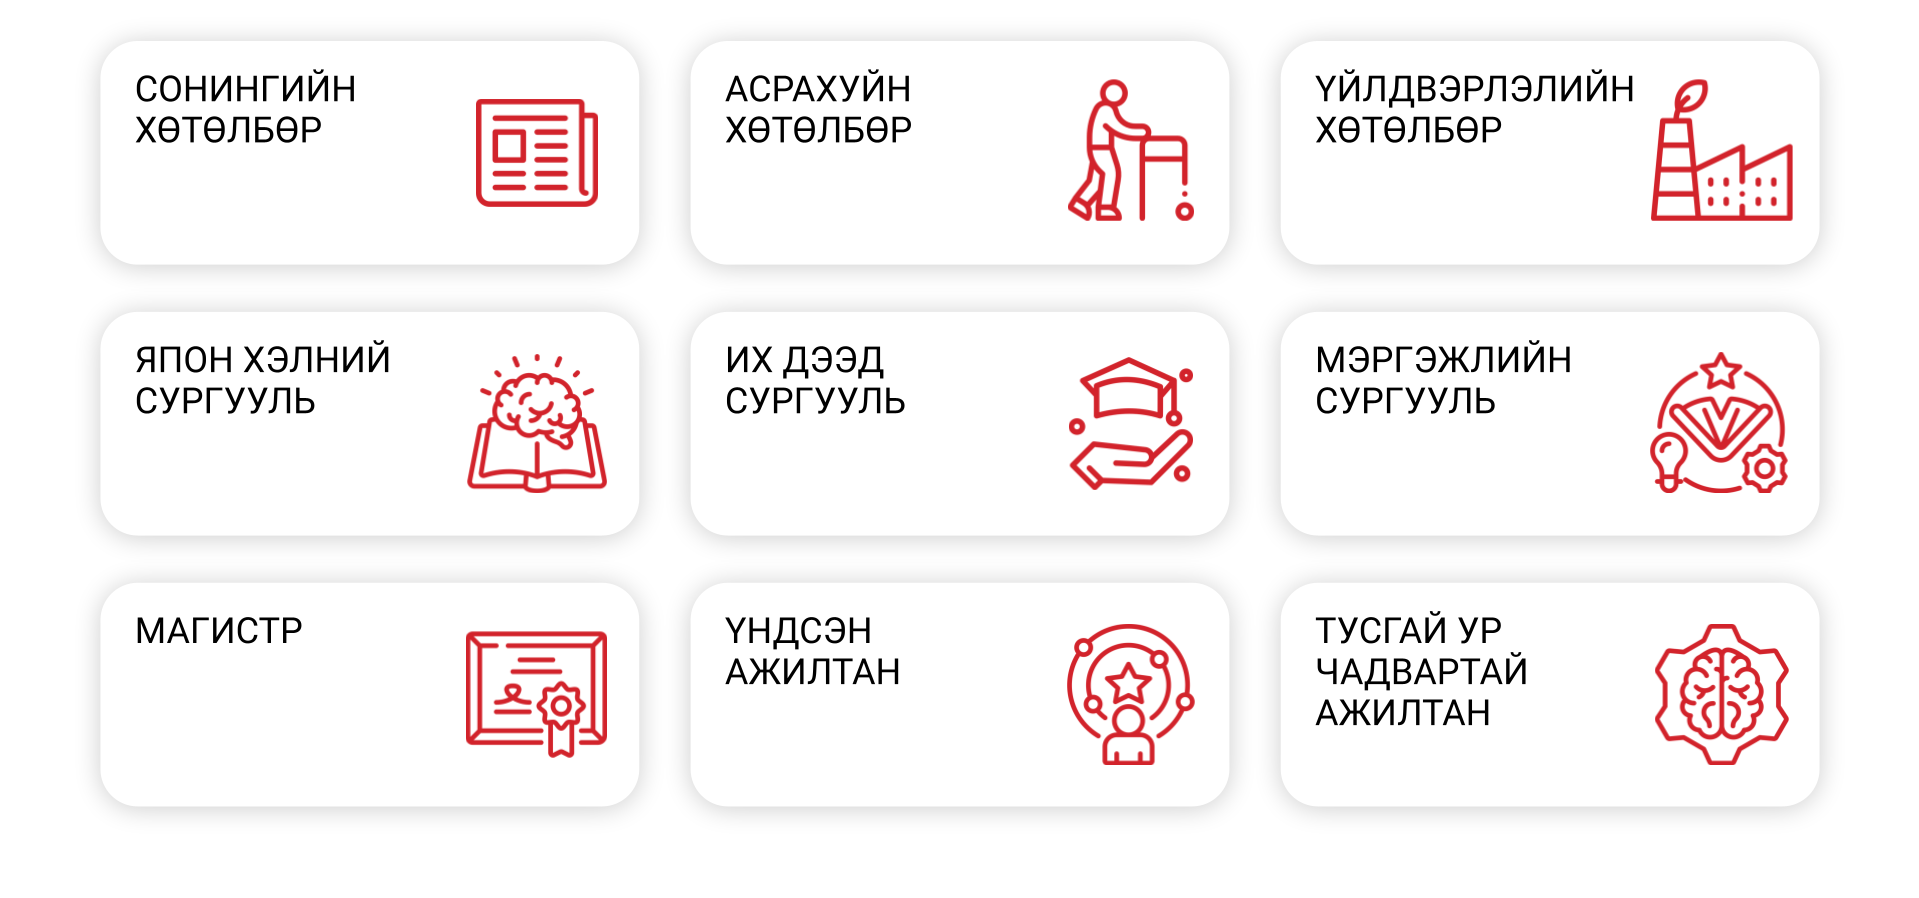 СОНИНГИЙН
ХӨТӨЛБӨР
АСРАХУЙН
ХӨТӨЛБӨР
ҮЙЛДВЭРЛЭЛИЙН
ХӨТӨЛБӨР
ЯПОН ХЭЛНИЙ
СУРГУУЛЬ
ИХ ДЭЭД
СУРГУУЛЬ
МЭРГЭЖЛИЙН
СУРГУУЛЬ
МАГИСТР
ҮНДСЭН
АЖИЛТАН
ТУСГАЙ УР
ЧАДВАРТАЙ
АЖИЛТАН